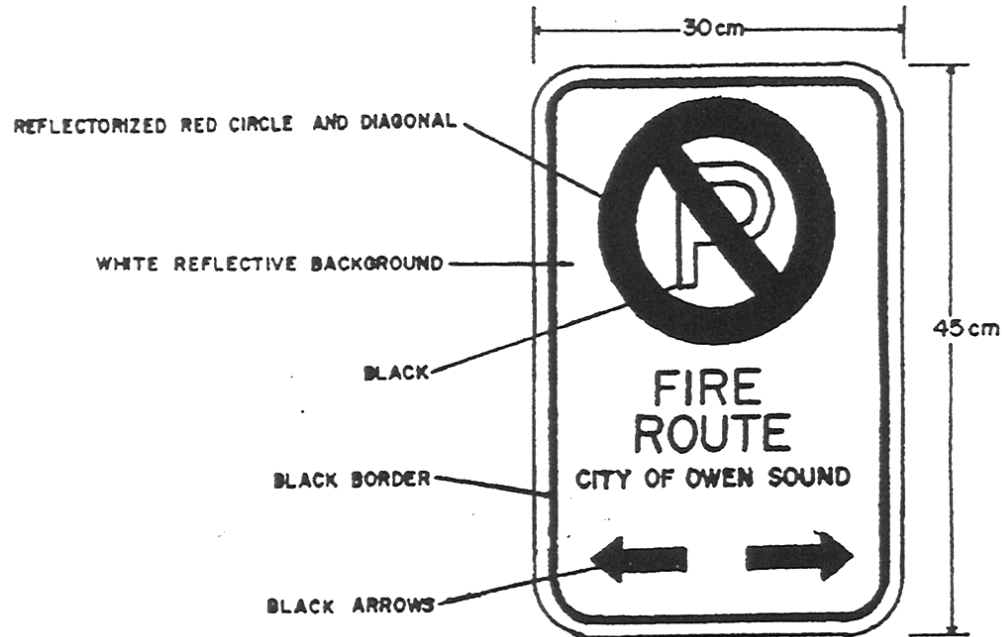 30cm
REFLECTORIZED RED CIRCLE AND DIAGONAL
P
WHITE REFLECTIVE BACKGROUND
45cm
BLACK
FIRE
ROUTE
CITY OF OWEN SOUND
BLACK BORDER
BLACK ARROWS